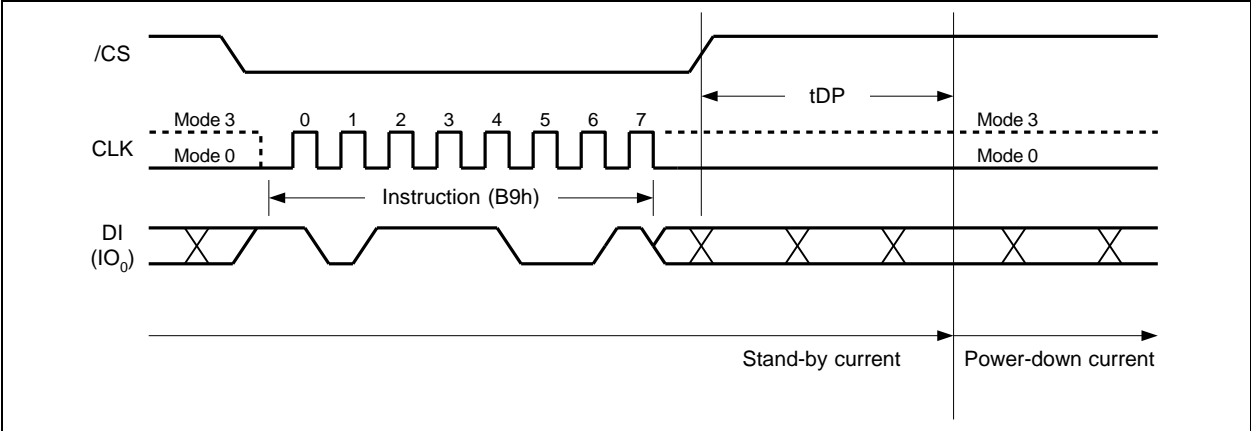 /CS
tDP
Mode 3 0 1 2 3 4 5 6 7 Mode 3
CLK
Mode 0 Mode 0
Instruction (B9h)
DI
(IO0)
Stand-by current Power-down current